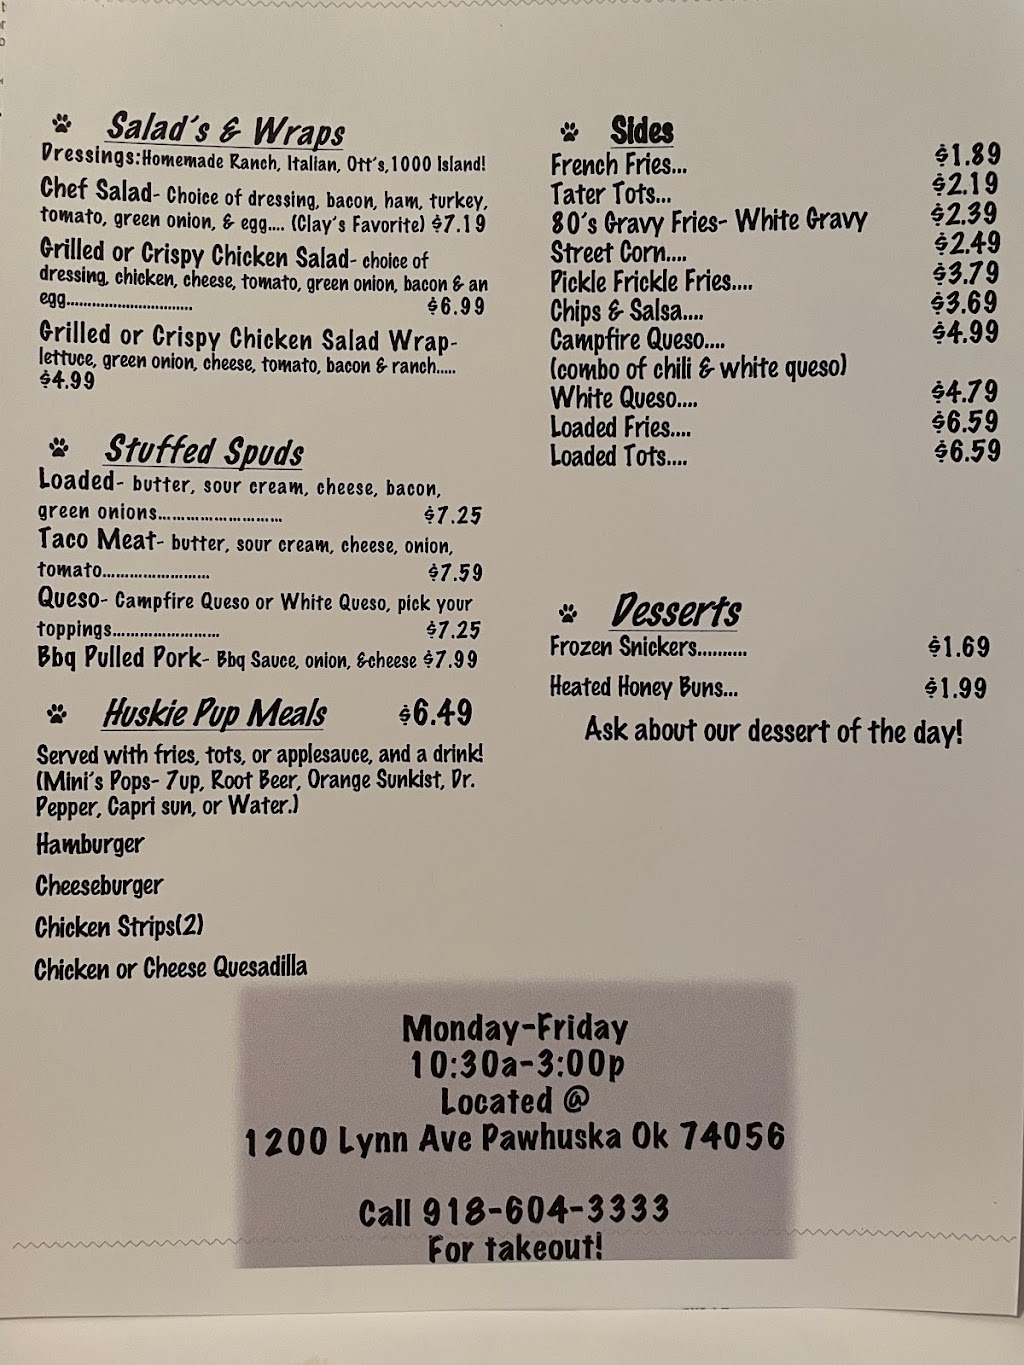 Salad's & Wraps
Dressings:Homemade Ranch, Italian, Ott's,1000 Island!
Chef Salad- Choice of dressing, bacon, ham, turkey,
tomato, green onion, & egg.... (Clay's Favorite) $7.19
Grilled or Crispy Chicken Salad- choice of
dressing, chicken, cheese, tomato, green onion, bacon & an
egg.............................. $6.99
Grilled or Crispy Chicken Salad Wrap-
lettuce, green onion, cheese, tomato, bacon & ranch.....
$4.99
Stuffed Spuds
Loaded- butter, sour cream, cheese, bacon,
green onions........................... $7.25
Taco Meat- butter, sour cream, cheese, onion,
tomato........................ $7.59
Queso- Campfire Queso or White Queso, pick your
toppings........................ $7.25
Bbq Pulled Pork- Bbq Sauce, onion, &cheese $7.99
Huskie Pup Meals $6.49
Served with fries, tots, or applesauce, and a drink!
(Mini's Pops- 7up, Root Beer, Orange Sunkist, Dr.
Pepper, Capri sun, or Water.)
Hamburger
Cheeseburger
Chicken Strips(2)
Chicken or Cheese Quesadilla
Sides
French Fries... $1.89
Tater Tots... $2.19
80's Gravy Fries- White Gravy $2.39
Street Corn.... $2.49
Pickle Frickle Fries.... $3.79
Chips & Salsa.... $3.69
Campfire Queso.... $4.99
(combo of chili & white queso)
White Queso.... $4.79
Loaded Fries.... $6.59
Loaded Tots.... $6.59
Desserts
Frozen Snickers.......... $1.69
Heated Honey Buns... $1.99
Ask about our dessert of the day!
Monday-Friday
10:30a-3:00p
Located @
1200 Lynn Ave Pawhuska Ok 74056
Call 918-604-3333
For takeout!